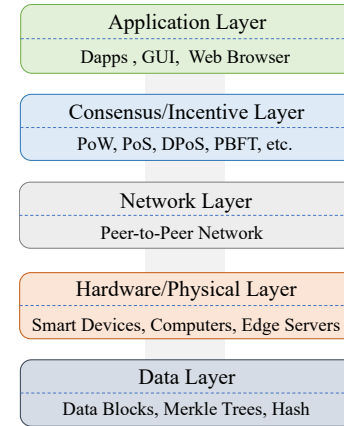 Application Layer
Dapps , GUI, Web Browser
Consensus/Incentive Layer
PoW, PoS, DPoS, PBFT, etc.
Network Layer
Peer-to-Peer Network
Hardware/Physical Layer
Smart Devices, Computers, Edge Servers
Data Layer
Data Blocks, Merkle Trees, Hash